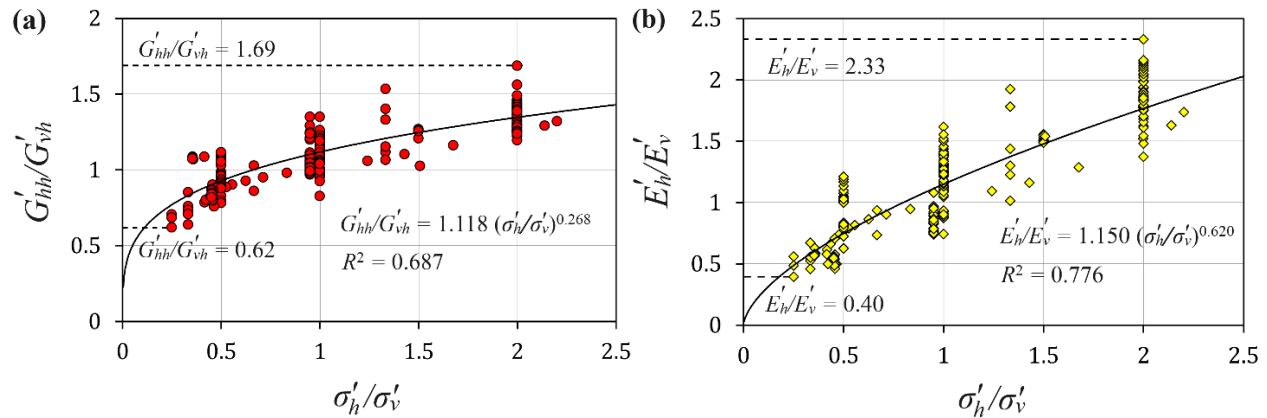 (a)
G'hh/G'vh
2
1.5
1
0.5
0
G'hh/G'vh = 1.69
G'hh/G'vh = 0.62
G'hh/G'vh = 1.118 (σ'h/σ'v)^0.268
R² = 0.687
0 0.5 1 1.5 2 2.5
σ'h/σ'v
(b)
E'h/E'v
2.5
2.0
1.5
1
0.5
0
E'h/E'v = 2.33
E'h/E'v = 0.40
E'h/E'v = 1.150 (σ'h/σ'v)^0.620
R² = 0.776
0 0.5 1 1.5 2 2.5
σ'h/σ'v